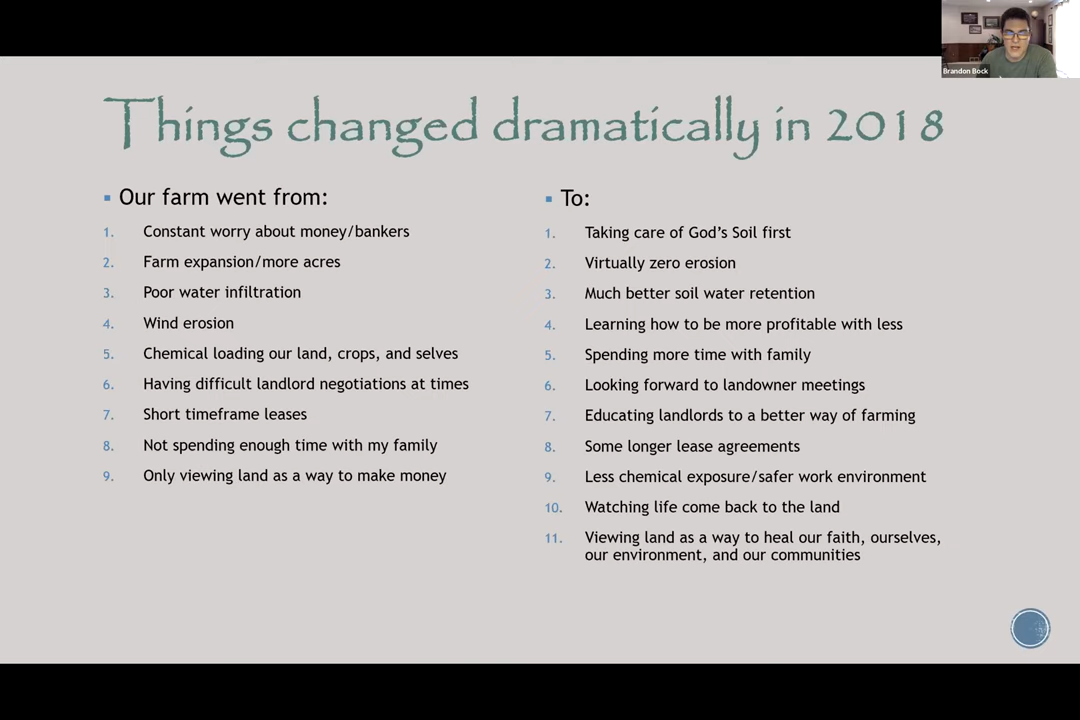 Brandon Bock
Things changed dramatically in 2018
Our farm went from:
1. Constant worry about money/bankers
2. Farm expansion/more acres
3. Poor water infiltration
4. Wind erosion
5. Chemical loading our land, crops, and selves
6. Having difficult landlord negotiations at times
7. Short timeframe leases
8. Not spending enough time with my family
9. Only viewing land as a way to make money
To:
1. Taking care of God's Soil first
2. Virtually zero erosion
3. Much better soil water retention
4. Learning how to be more profitable with less
5. Spending more time with family
6. Looking forward to landowner meetings
7. Educating landlords to a better way of farming
8. Some longer lease agreements
9. Less chemical exposure/safer work environment
10. Watching life come back to the land
11. Viewing land as a way to heal our faith, ourselves,
our environment, and our communities